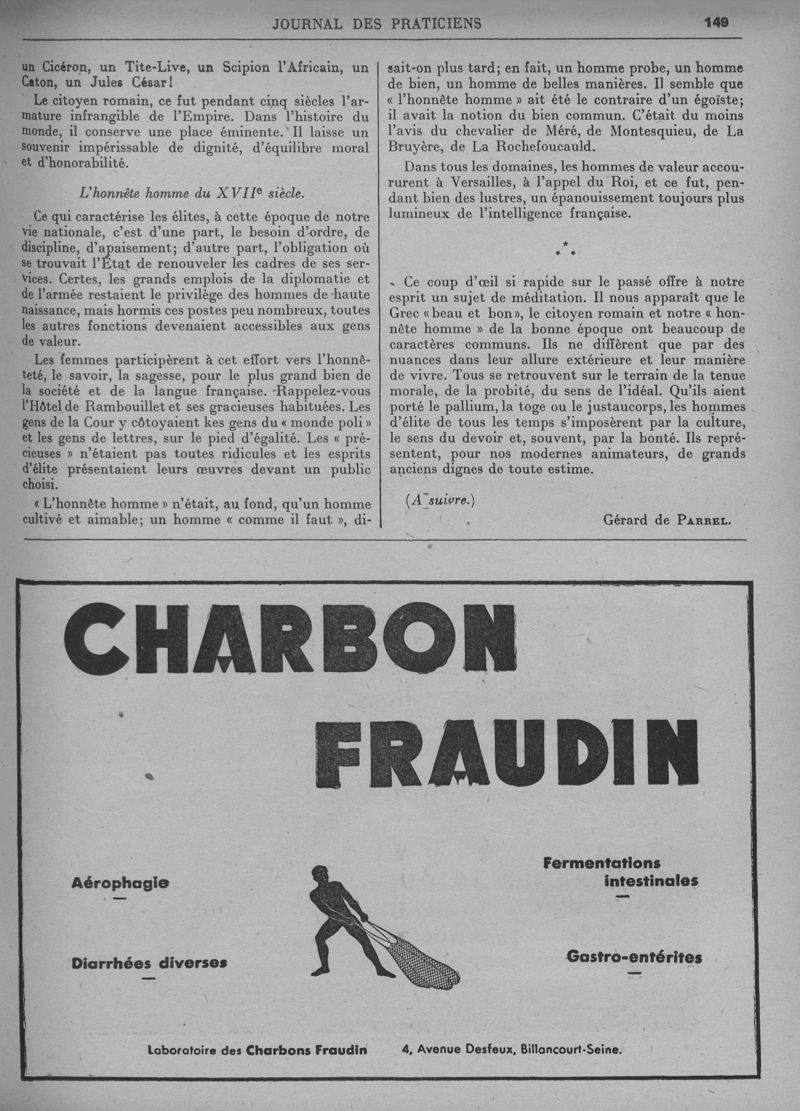 JOURNAL DES PRATICIENS
149
un Cicéron, un Tite-Live, un Scipion l'Africain, un
Caton, un Jules César!
Le citoyen romain, ce fut pendant cinq siècles l'ar-
mature infrangible de l'Empire. Dans l'histoire du
monde, il conserve une place éminente. Il laisse un
souvenir impérissable de dignité, d'équilibre moral
et d'honorabilité.
L'honnête homme du XVIIe siècle.
Ce qui caractérise les élites, à cette époque de notre
vie nationale, c'est d'une part, le besoin d'ordre, de
discipline, d'apaisement; d'autre part, l'obligation où
se trouvait l'État de renouveler les cadres de ses ser-
vices. Certes, les grands emplois de la diplomatie et
de l'armée restaient le privilège des hommes de haute
naissance, mais hormis ces postes peu nombreux, toutes
les autres fonctions devenaient accessibles aux gens
de valeur.
Les femmes participèrent à cet effort vers l'honnê-
teté, le savoir, la sagesse, pour le plus grand bien de
la société et de la langue française. Rappelez-vous
l'Hôtel de Rambouillet et ses gracieuses habituées. Les
gens de la Cour y côtoyaient kes gens du « monde poli »
et les gens de lettres, sur le pied d'égalité. Les « pré-
cieuses » n'étaient pas toutes ridicules et les esprits
d'élite présentaient leurs œuvres devant un public
choisi.
« L'honnête homme » n'était, au fond, qu'un homme
cultivé et aimable; un homme « comme il faut », di-
sait-on plus tard; en fait, un homme probe, un homme
de bien, un homme de belles manières. Il semble que
« l'honnête homme » ait été le contraire d'un égoïste;
il avait la notion du bien commun. C'était du moins
l'avis du chevalier de Méré, de Montesquieu, de La
Bruyère, de La Rochefoucauld.
Dans tous les domaines, les hommes de valeur accou-
rurent à Versailles, à l'appel du Roi, et ce fut, pen-
dant bien des lustres, un épanouissement toujours plus
lumineux de l'intelligence française.
* * *
Ce coup d'œil si rapide sur le passé offre à notre
esprit un sujet de méditation. Il nous apparaît que le
Grec « beau et bon », le citoyen romain et notre « hon-
nête homme » de la bonne époque ont beaucoup de
caractères communs. Ils ne diffèrent que par des
nuances dans leur allure extérieure et leur manière
de vivre. Tous se retrouvent sur le terrain de la tenue
morale, de la probité, du sens de l'idéal. Qu'ils aient
porté le pallium, la toge ou le justaucorps, les hommes
d'élite de tous les temps s'imposèrent par la culture,
le sens du devoir et, souvent, par la bonté. Ils repré-
sentent, pour nos modernes animateurs, de grands
anciens dignes de toute estime.
(A suivre.)
Gérard de PARREL.
CHARBON
FRAUDIN
Aérophagie
Diarrhées diverses
Fermentations
intestinales
Gastro-entérites
Laboratoire des Charbons Fraudin 4, Avenue Desfeux, Billancourt-Seine.